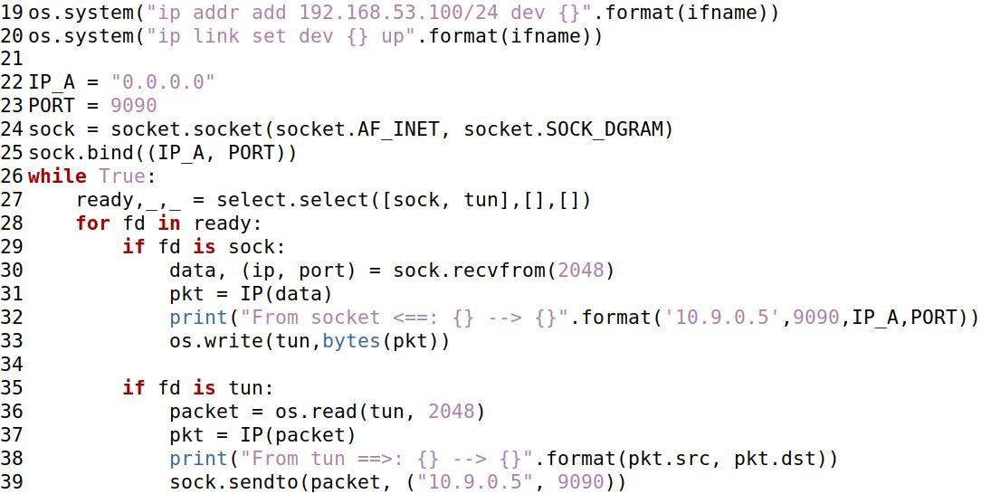 19 os.system("ip addr add 192.168.53.100/24 dev {}".format(ifname))
20 os.system("ip link set dev {} up".format(ifname))
21
22 IP_A = "0.0.0.0"
23 PORT = 9090
24 sock = socket.socket(socket.AF_INET, socket.SOCK_DGRAM)
25 sock.bind((IP_A, PORT))
26 while True:
27     ready,_,_ = select.select([sock, tun],[],[])
28     for fd in ready:
29         if fd is sock:
30             data, (ip, port) = sock.recvfrom(2048)
31             pkt = IP(data)
32             print("From socket <==: {} --> {}".format('10.9.0.5',9090,IP_A,PORT))
33             os.write(tun,bytes(pkt))
34
35         if fd is tun:
36             packet = os.read(tun, 2048)
37             pkt = IP(packet)
38             print("From tun ==>: {} --> {}".format(pkt.src, pkt.dst))
39             sock.sendto(packet, ("10.9.0.5", 9090))